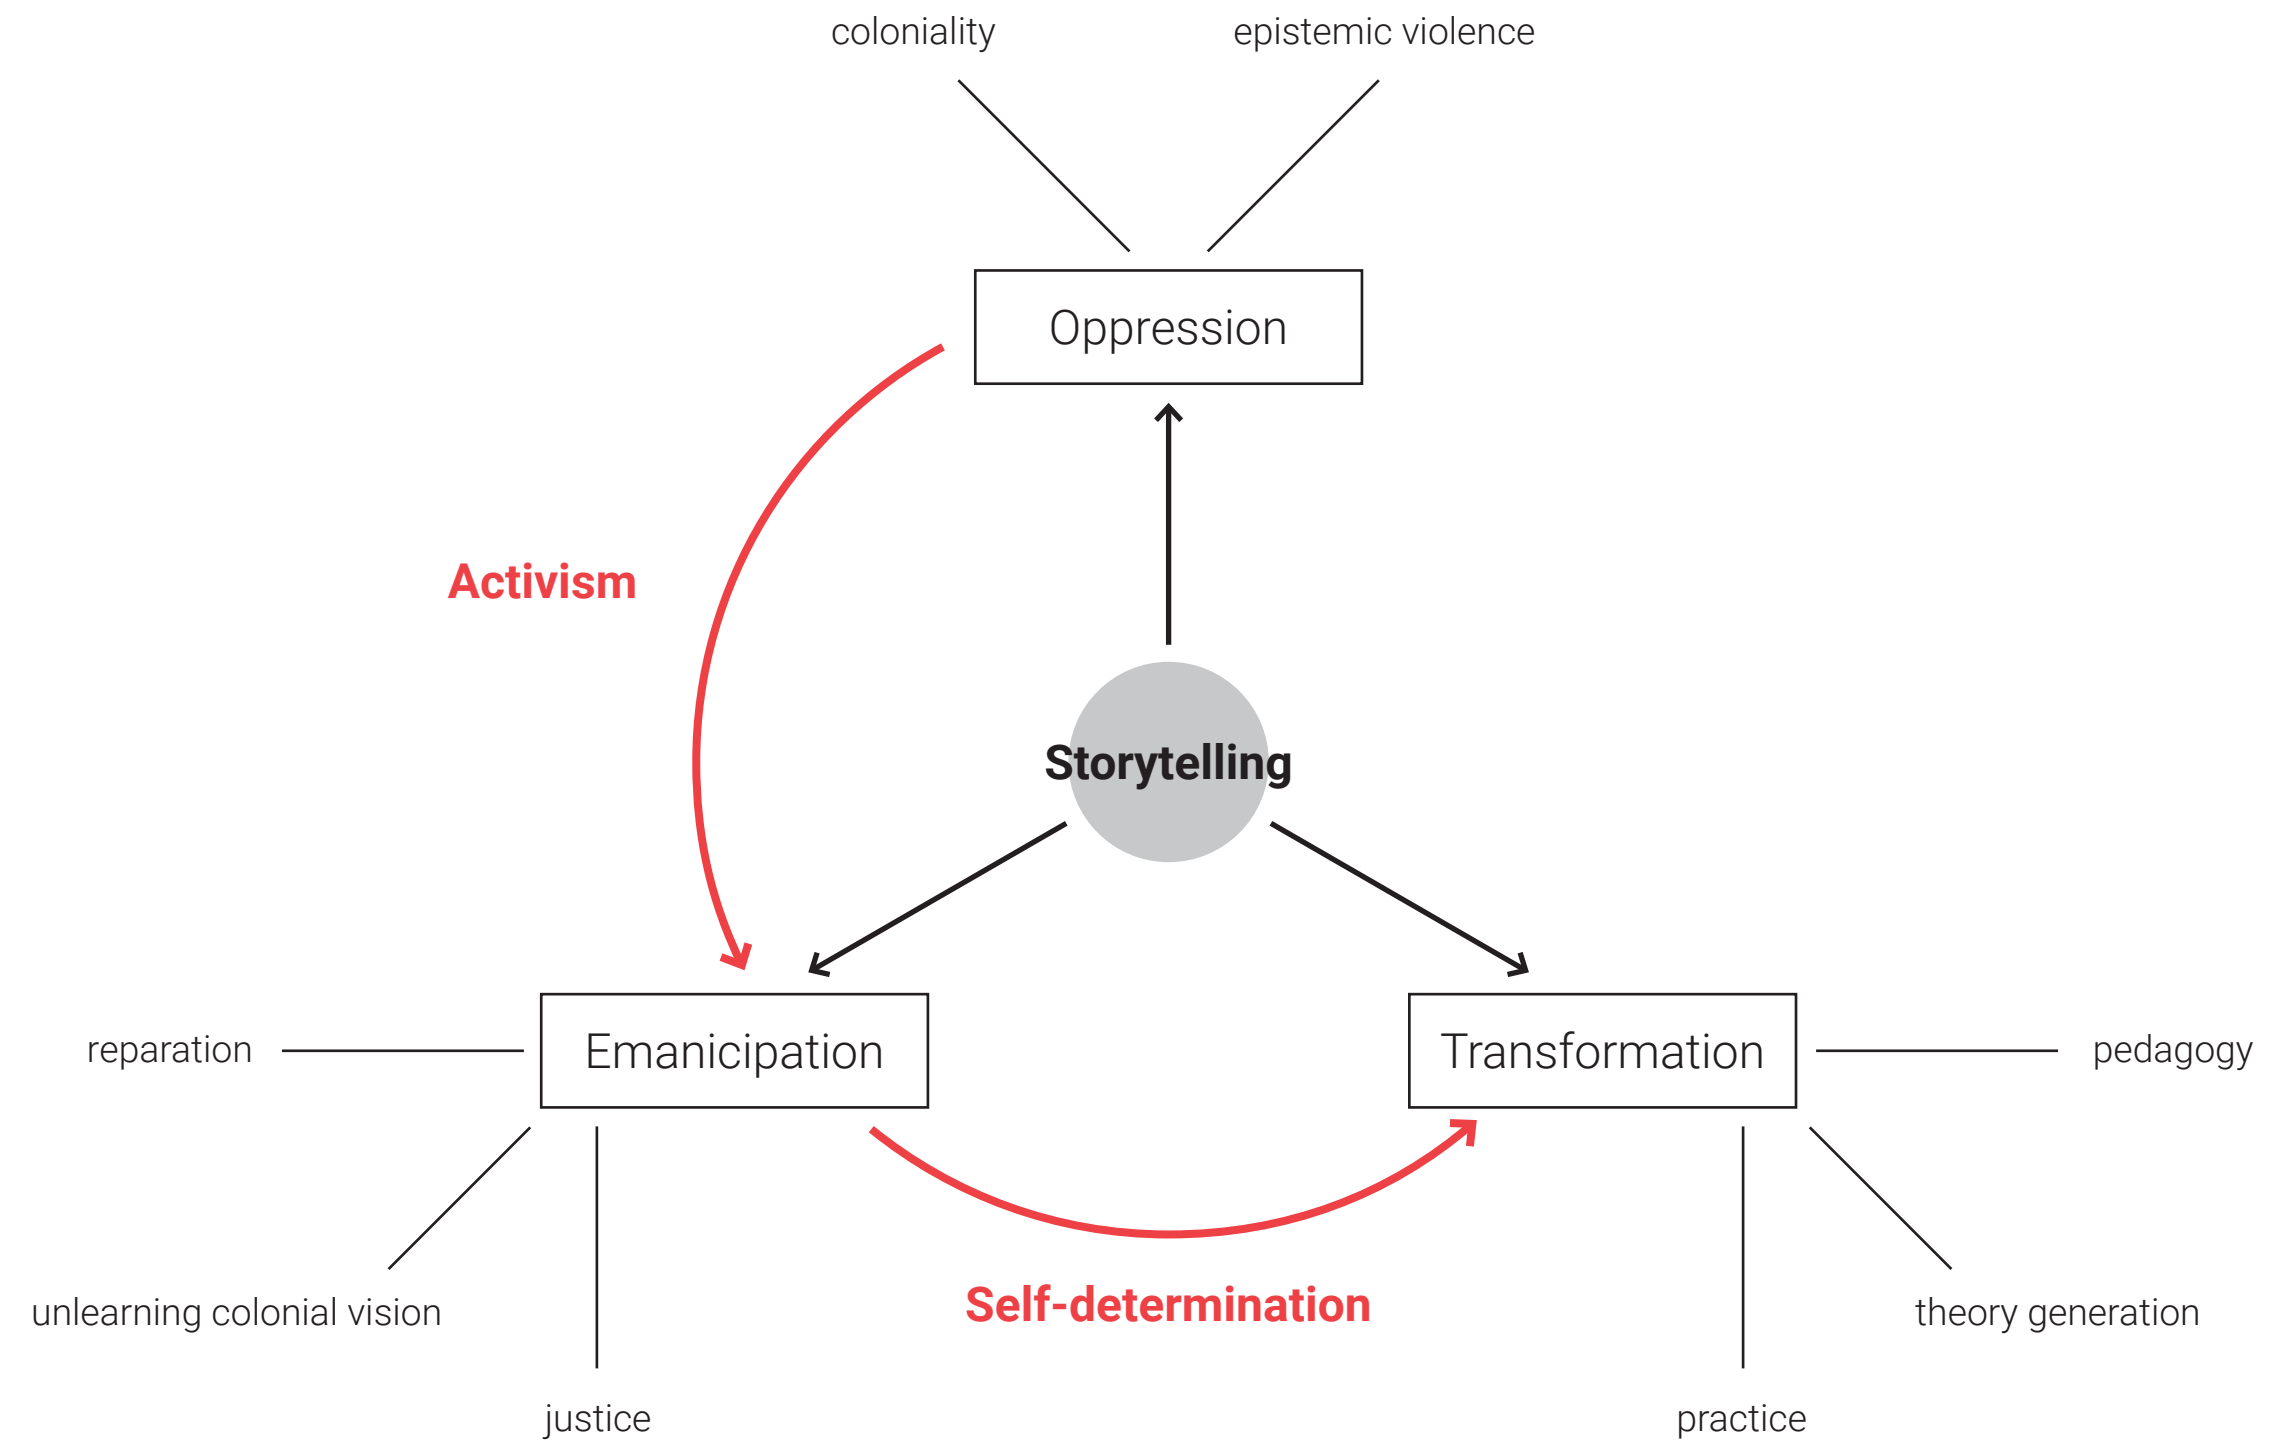 coloniality
epistemic violence
Oppression
Activism
Storytelling
Emanicipation
Transformation
reparation
pedagogy
Self-determination
unlearning colonial vision
theory generation
justice
practice